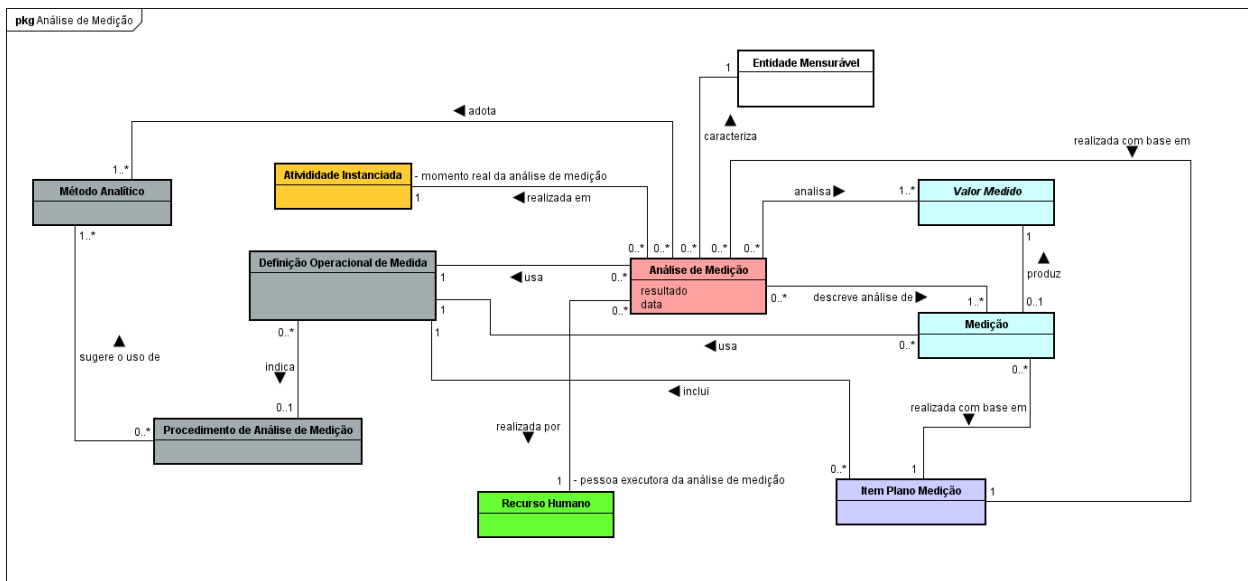 pkg Análise de Medição
Entidade Mensurável
1
◀ adota
▲
caracteriza
realizada com base em
▲
1..*
Método Analítico
1..*
Atividade Instanciada
- momento real da análise de medição
1
◀ realizada em
analisa ▶
1..*
Valor Medido
1
▲
produz
0..1
0..*
0..*
0..*
0..*
0..*
Definição Operacional de Medida
1
◀ usa
0..*
Análise de Medição
resultado
data
0..*
0..*
descreve análise de ▶
1..*
Medição
0..*
0..*
1
1
◀ usa
0..*
▲
sugere o uso de
indica
▼
0..1
◀ inclui
realizada com base em
▼
0..*
Procedimento de Análise de Medição
realizada por
▼
1
- pessoa executora da análise de medição
Recurso Humano
0..*
1
Item Plano Medição
1